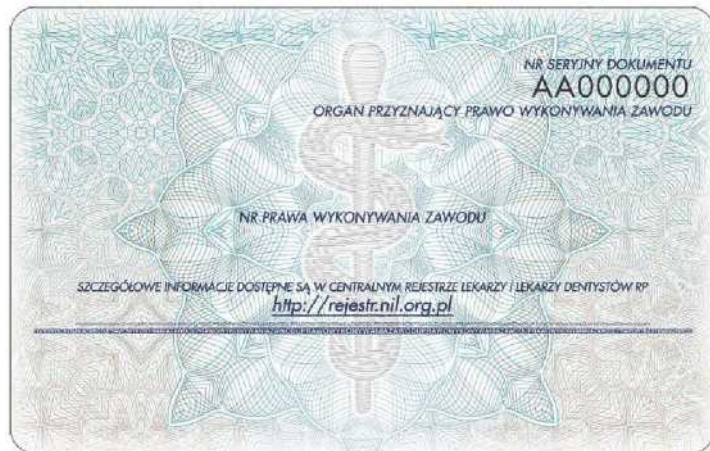 NR SERYJNY DOKUMENTU
AA000000
ORGAN PRZYZNAJĄCY PRAWO WYKONYWANIA ZAWODU
NR PRAWA WYKONYWANIA ZAWODU
SZCZEGÓŁOWE INFORMACJE DOSTĘPNE SĄ W CENTRALNYM REJESTRZE LEKARZY I LEKARZY DENTYSTÓW RP
http://rejestr.nil.org.pl